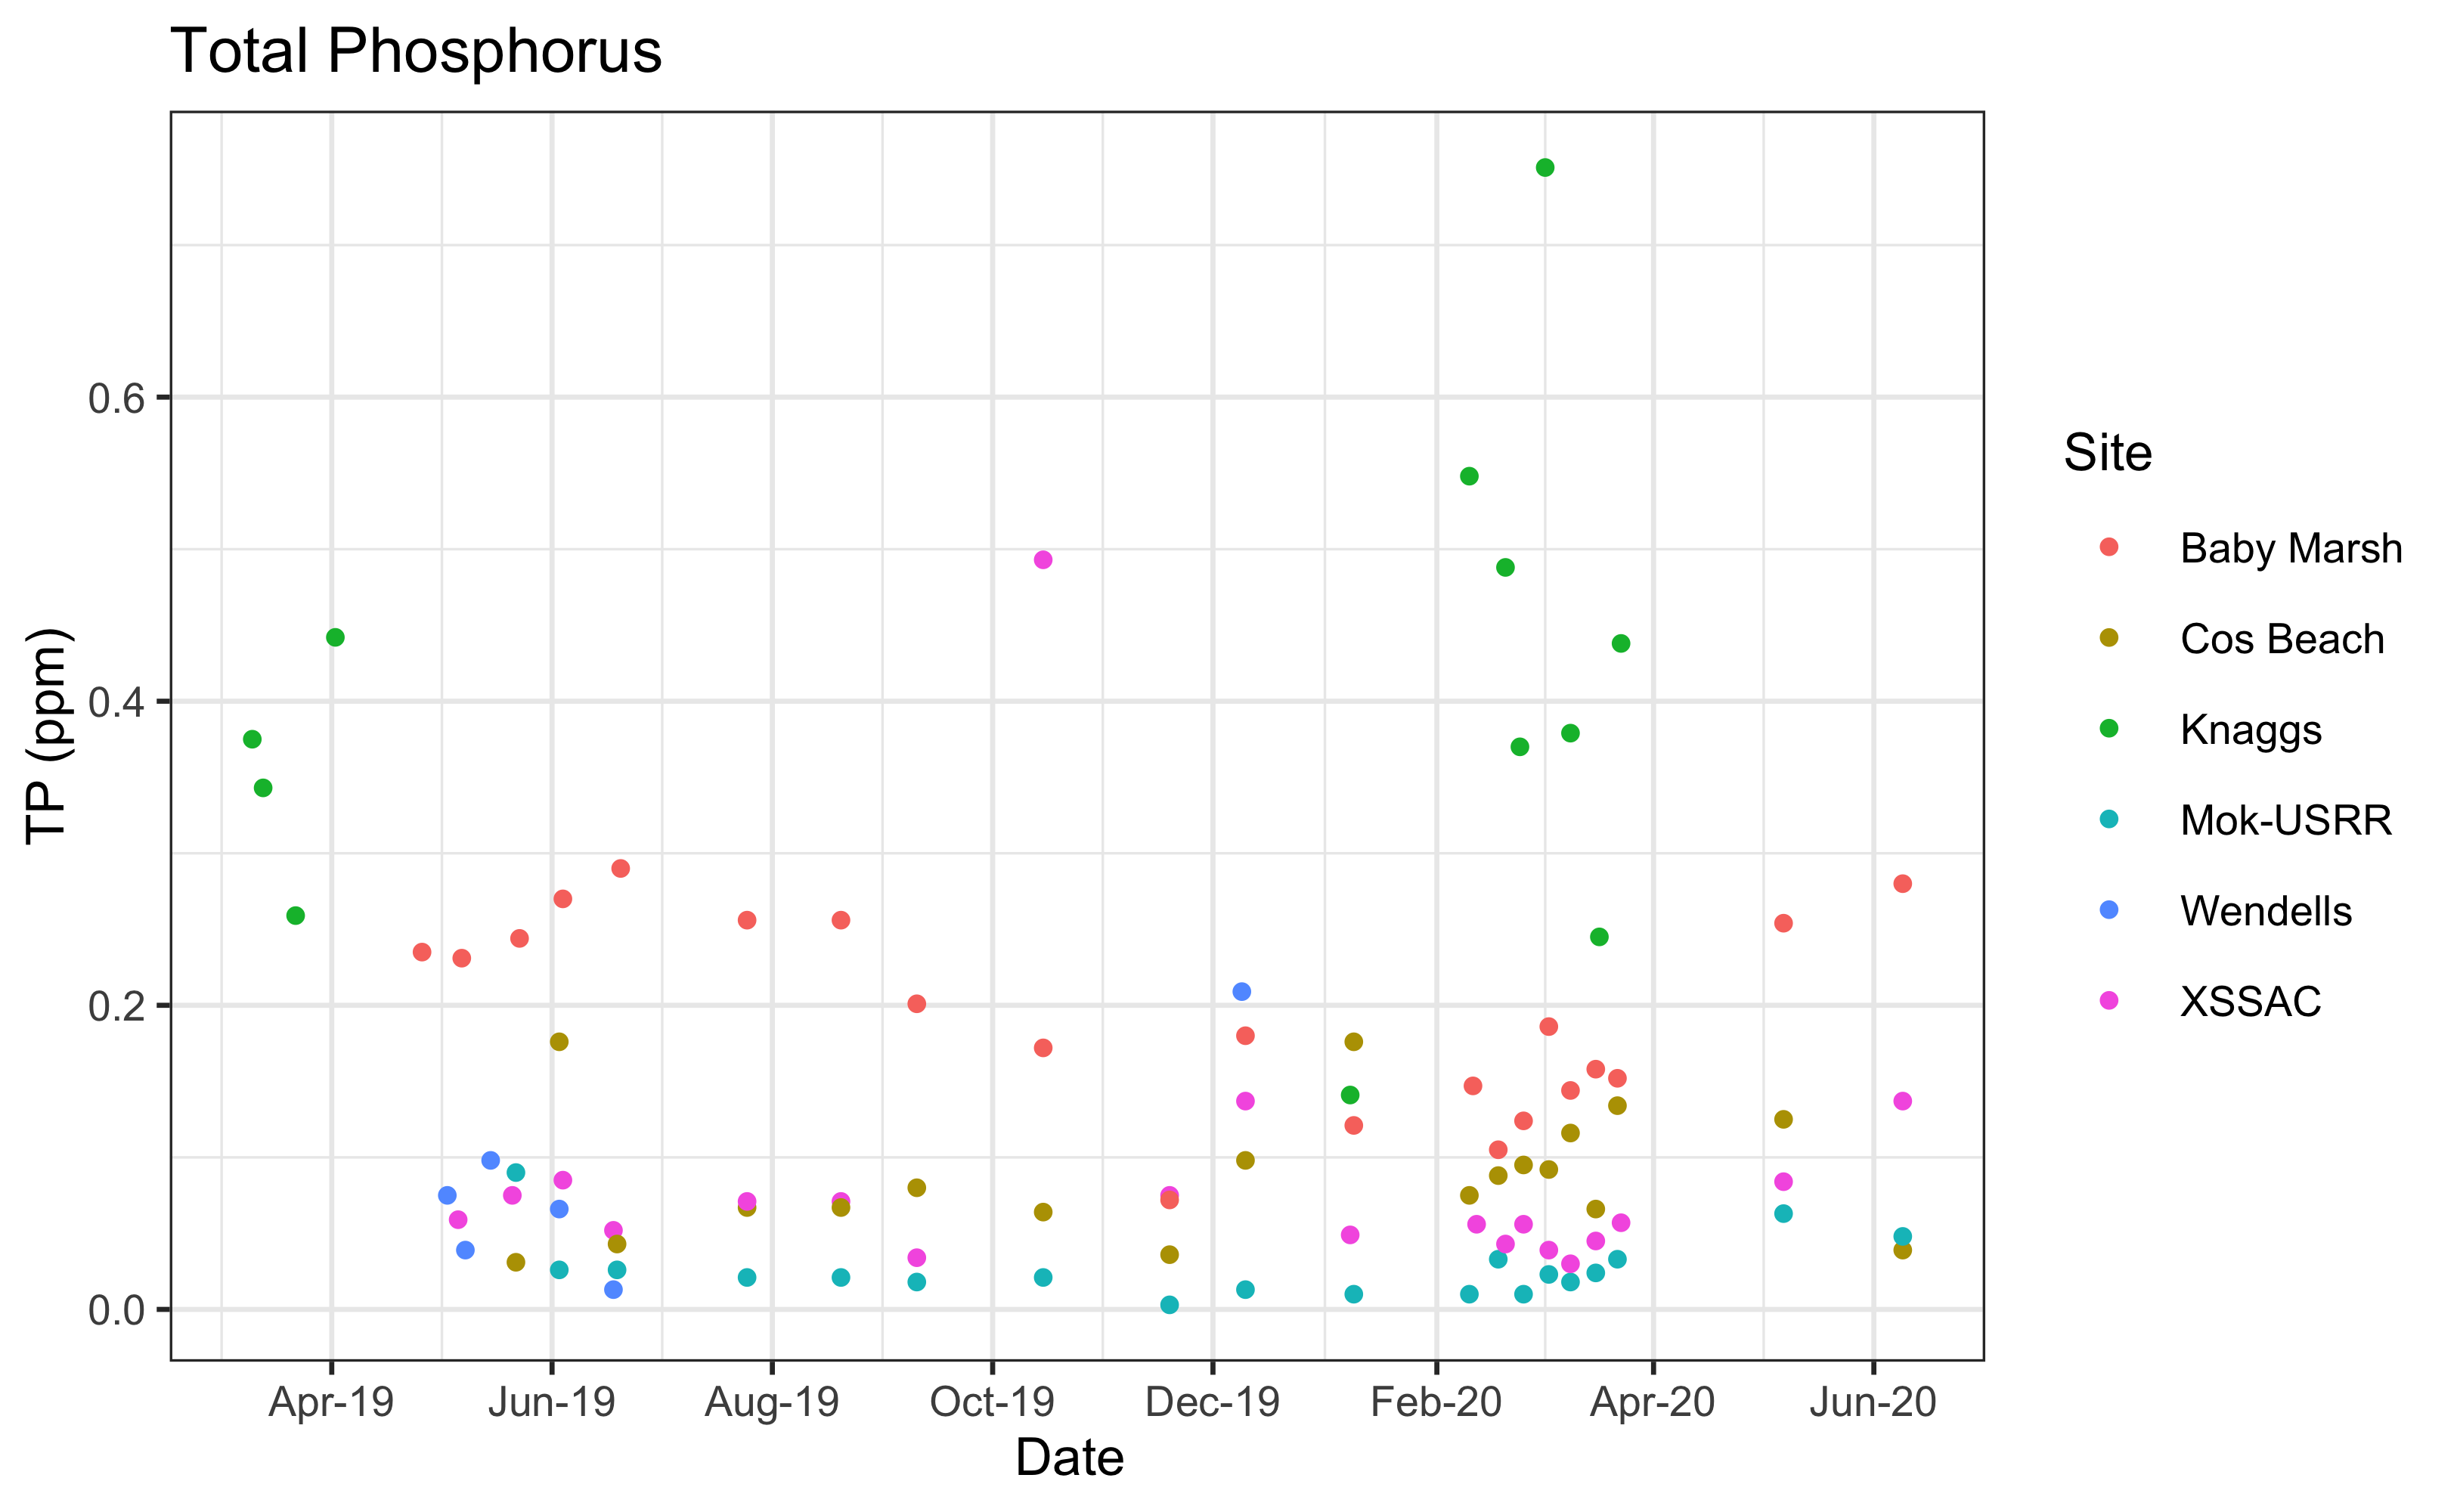 Total Phosphorus
TP (ppm)
0.6
0.4
0.2
0.0
Apr-19 Jun-19 Aug-19 Oct-19 Dec-19 Feb-20 Apr-20 Jun-20
Date
Site
Baby Marsh
Cos Beach
Knaggs
Mok-USRR
Wendells
XSSAC